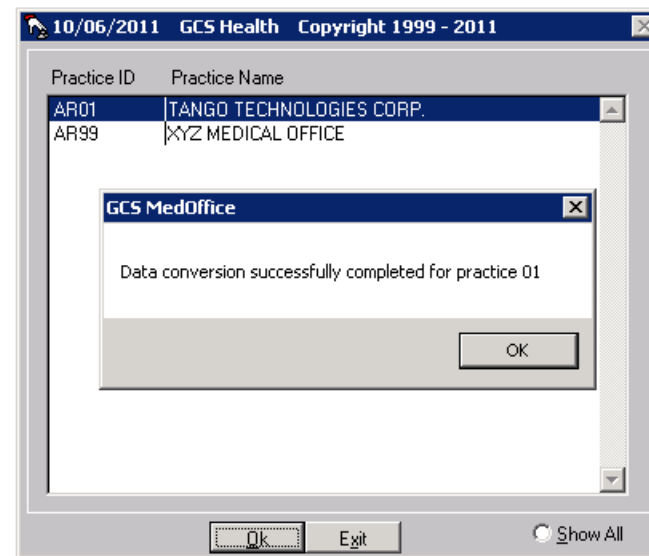 10/06/2011 GCS Health Copyright 1999 - 2011
Practice ID Practice Name
AR01 TANGO TECHNOLOGIES CORP.
AR99 XYZ MEDICAL OFFICE
GCS MedOffice
Data conversion successfully completed for practice 01
OK
Ok Exit Show All